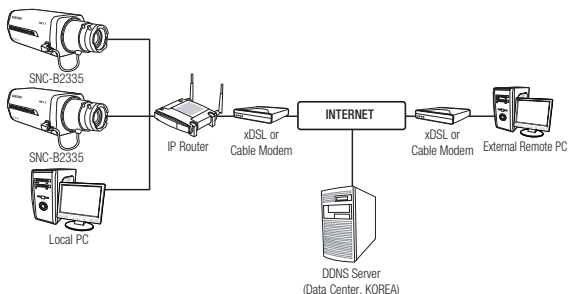 SNC-B2335
SNC-B2335
Local PC
IP Router
xDSL or
Cable Modem
INTERNET
xDSL or
Cable Modem
External Remote PC
DDNS Server
(Data Center, KOREA)